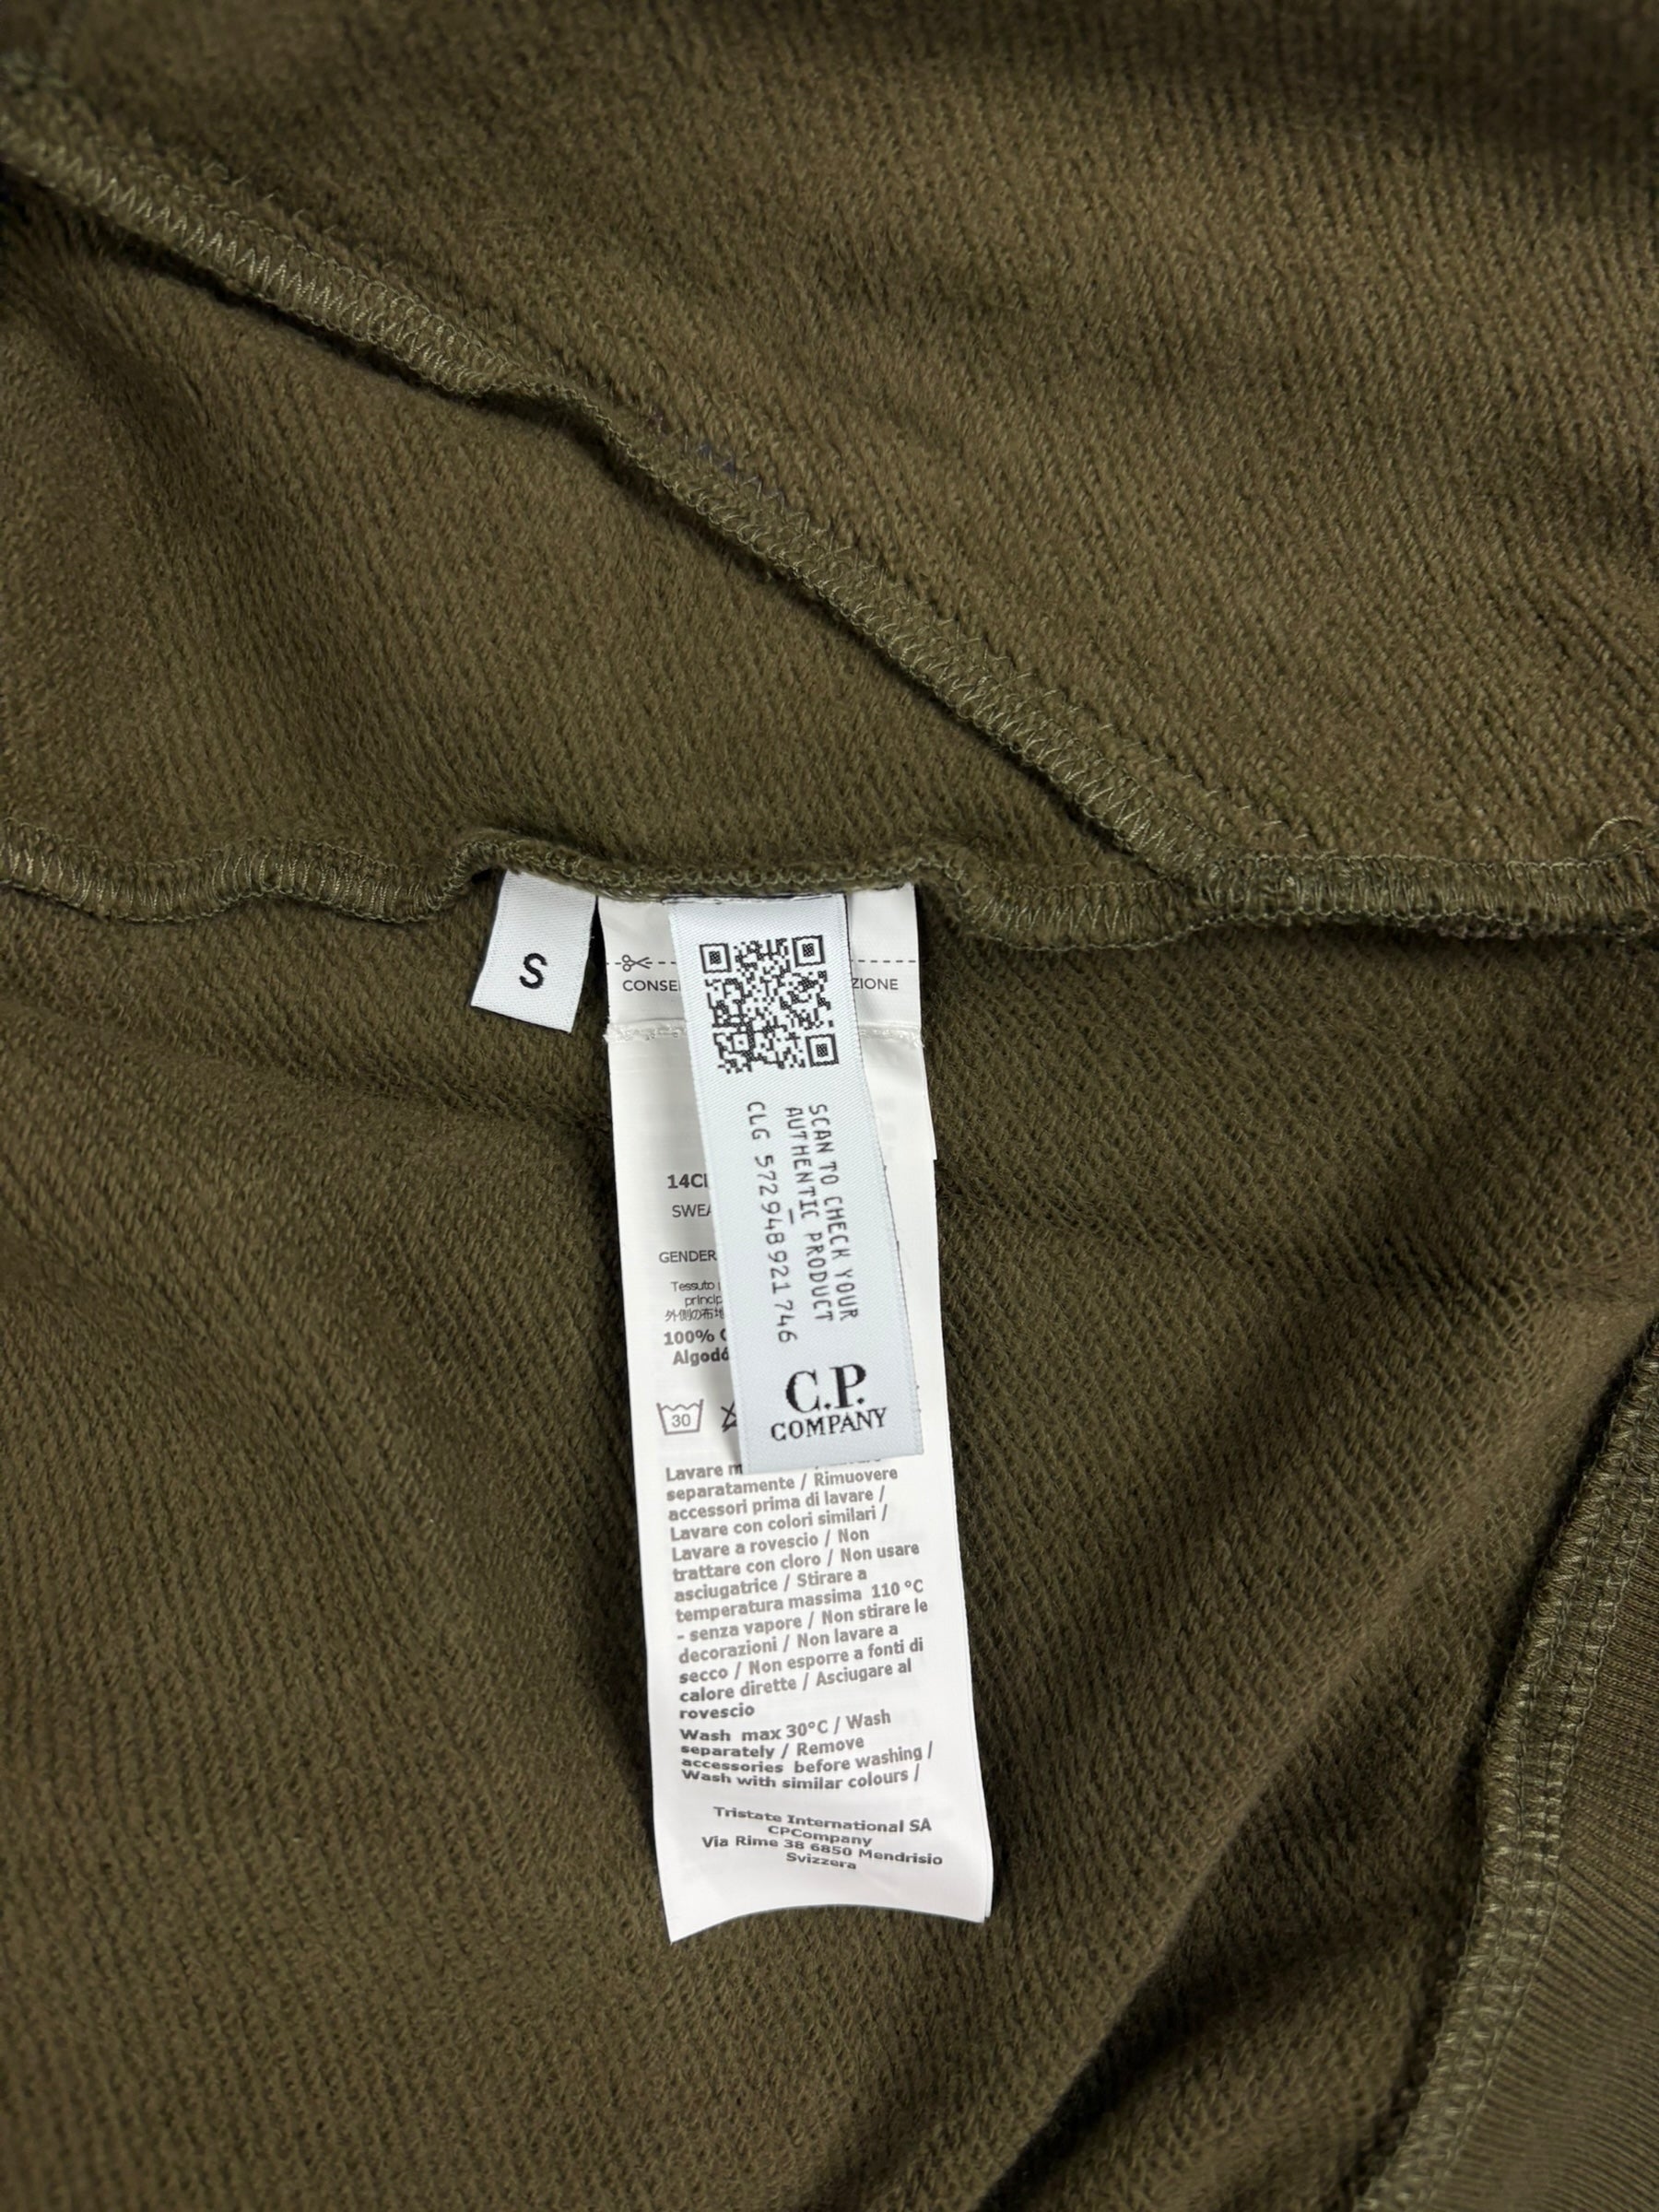 S
CONSE
ZIONE
SCAN TO CHECK YOUR
AUTHENTIC PRODUCT
CLG 572948921746
C.P.
COMPANY
14C
SWEA
GENDER
Tessuto
princip
外側の布地
100%
Algodó
30
Lavare
separatamente / Rimuovere
accessori prima di lavare /
Lavare con colori similari /
Lavare a rovescio / Non
trattare con cloro / Non usare
asciugatrice / Stirare a
temperatura massima 110 °C
- senza vapore / Non stirare le
decorazioni / Non lavare a
secco / Non esporre a fonti di
calore dirette / Asciugare al
rovescio
Wash max 30°C / Wash
separately / Remove
accessories before washing /
Wash with similar colours /
Tristate International SA
CPCompany
Via Rime 38 6850 Mendrisio
Svizzera